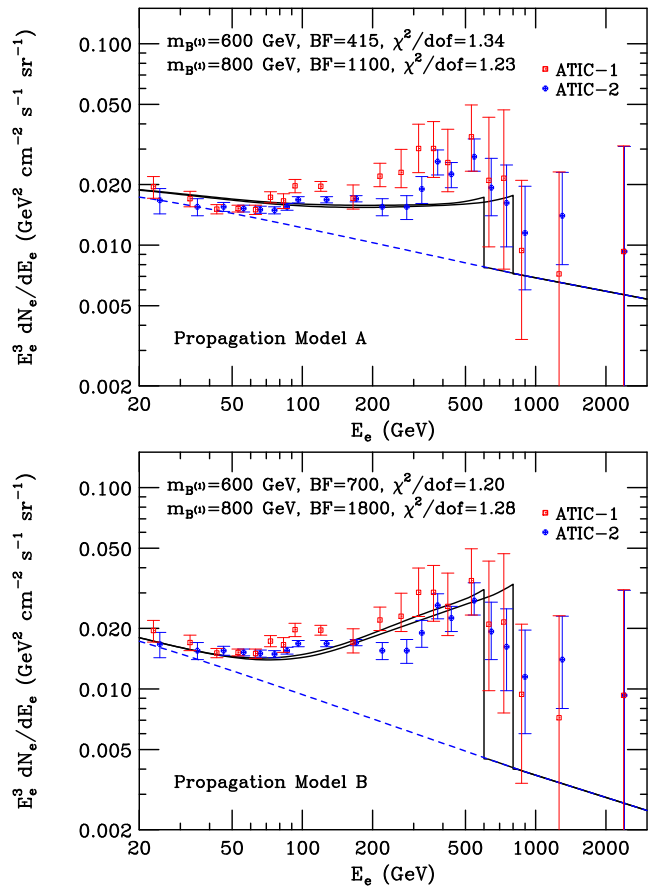 m_B(1)=600 GeV, BF=415, χ²/dof=1.34
m_B(1)=800 GeV, BF=1100, χ²/dof=1.23
ATIC−1
ATIC−2
E_e³ dN_e/dE_e (GeV² cm⁻² s⁻¹ sr⁻¹)
0.100
0.050
0.020
0.010
0.005
0.002
Propagation Model A
20 50 100 200 500 1000 2000
E_e (GeV)
m_B(1)=600 GeV, BF=700, χ²/dof=1.20
m_B(1)=800 GeV, BF=1800, χ²/dof=1.28
ATIC−1
ATIC−2
E_e³ dN_e/dE_e (GeV² cm⁻² s⁻¹ sr⁻¹)
0.100
0.050
0.020
0.010
0.005
0.002
Propagation Model B
20 50 100 200 500 1000 2000
E_e (GeV)